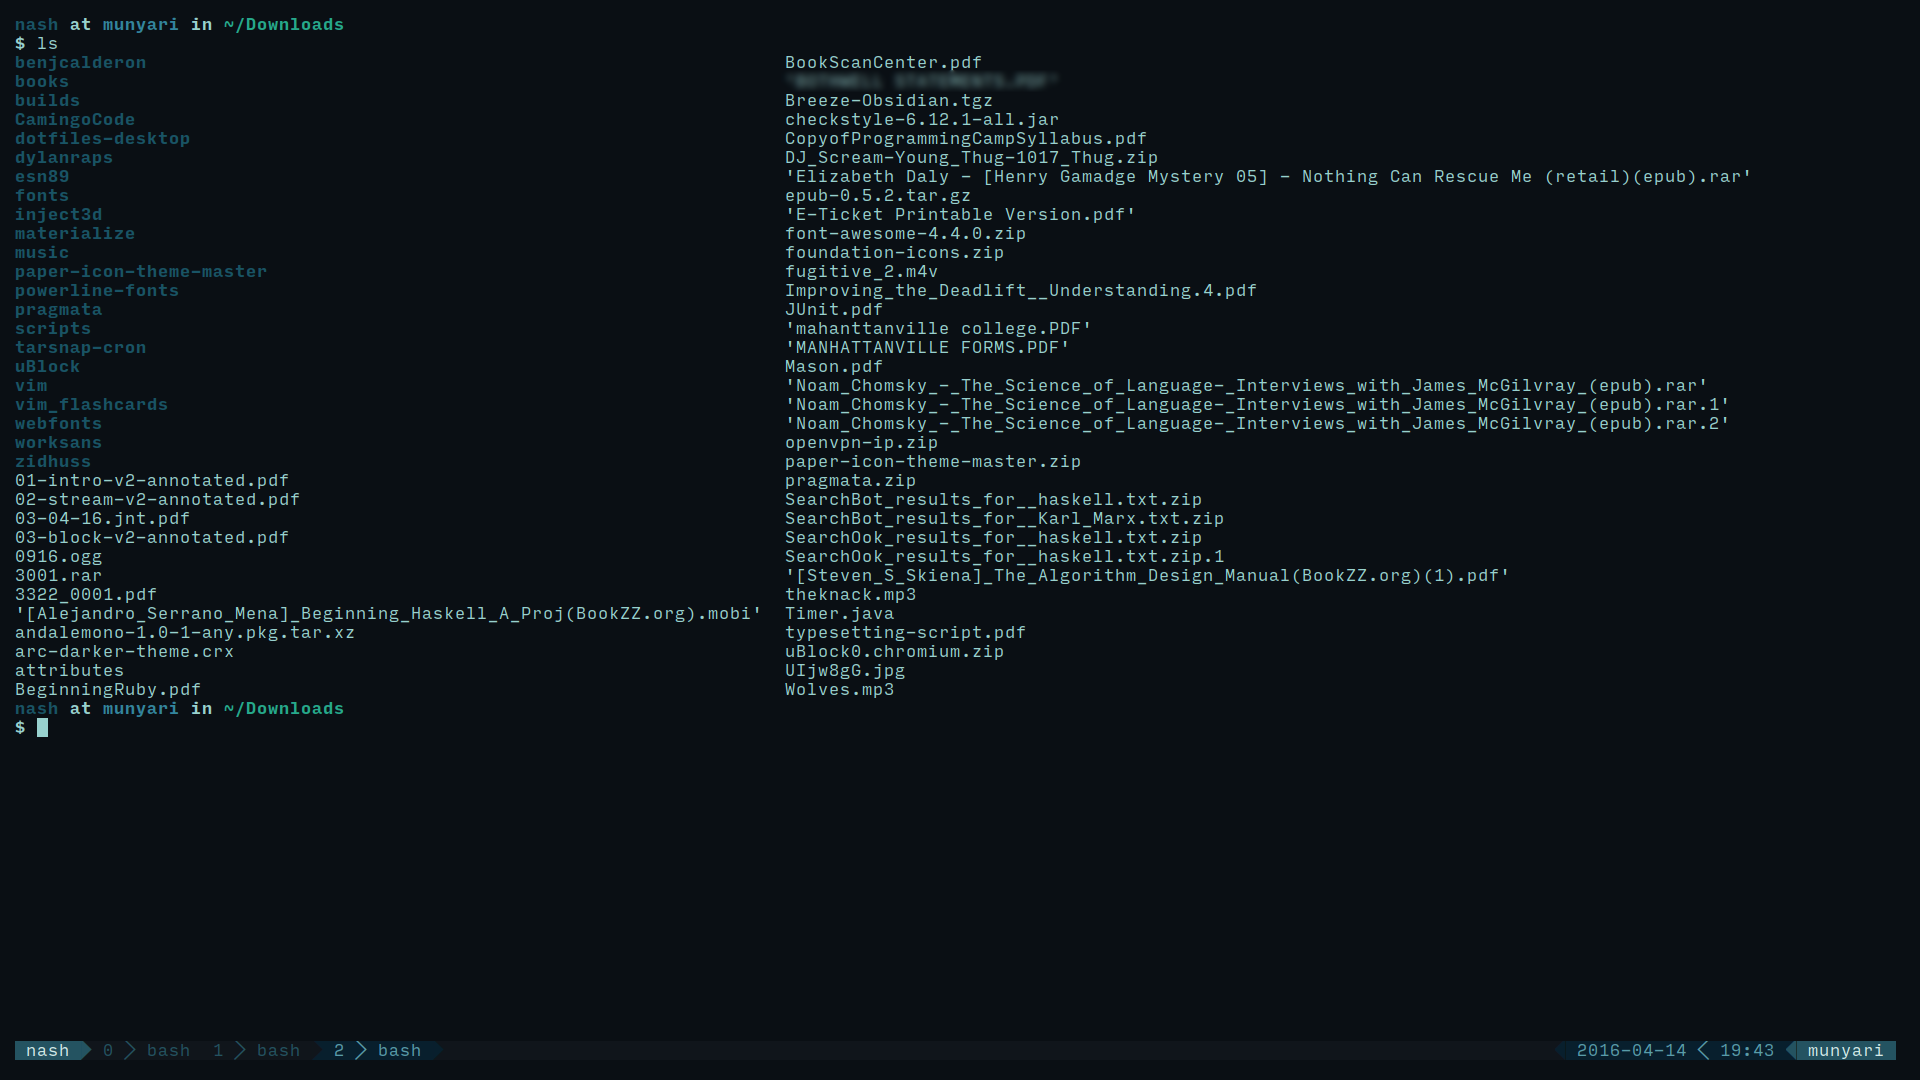 nash at munyari in ~/Downloads
$ ls
benjcalderon
books
builds
CamingoCode
dotfiles-desktop
dylanraps
esn89
fonts
inject3d
materialize
music
paper-icon-theme-master
powerline-fonts
pragmata
scripts
tarsnap-cron
uBlock
vim
vim_flashcards
webfonts
worksans
zidhuss
01-intro-v2-annotated.pdf
02-stream-v2-annotated.pdf
03-04-16.jnt.pdf
03-block-v2-annotated.pdf
0916.ogg
3001.rar
3322_0001.pdf
'[Alejandro_Serrano_Mena]_Beginning_Haskell_A_Proj(BookZZ.org).mobi'
andalemono-1.0-1-any.pkg.tar.xz
arc-darker-theme.crx
attributes
BeginningRuby.pdf
BookScanCenter.pdf
Breeze-Obsidian.tgz
checkstyle-6.12.1-all.jar
CopyofProgrammingCampSyllabus.pdf
DJ_Scream-Young_Thug-1017_Thug.zip
'Elizabeth Daly - [Henry Gamadge Mystery 05] - Nothing Can Rescue Me (retail)(epub).rar'
epub-0.5.2.tar.gz
'E-Ticket Printable Version.pdf'
font-awesome-4.4.0.zip
foundation-icons.zip
fugitive_2.m4v
Improving_the_Deadlift__Understanding.4.pdf
JUnit.pdf
'mahanttanville college.PDF'
'MANHATTANVILLE FORMS.PDF'
Mason.pdf
'Noam_Chomsky_-_The_Science_of_Language-_Interviews_with_James_McGilvray_(epub).rar'
'Noam_Chomsky_-_The_Science_of_Language-_Interviews_with_James_McGilvray_(epub).rar.1'
'Noam_Chomsky_-_The_Science_of_Language-_Interviews_with_James_McGilvray_(epub).rar.2'
openvpn-ip.zip
paper-icon-theme-master.zip
pragmata.zip
SearchBot_results_for__haskell.txt.zip
SearchBot_results_for__Karl_Marx.txt.zip
SearchOok_results_for__haskell.txt.zip
SearchOok_results_for__haskell.txt.zip.1
'[Steven_S_Skiena]_The_Algorithm_Design_Manual(BookZZ.org)(1).pdf'
theknack.mp3
Timer.java
typesetting-script.pdf
uBlock0.chromium.zip
UIjw8gG.jpg
Wolves.mp3
nash at munyari in ~/Downloads
$
nash 0 bash 1 bash 2 bash 2016-04-14 19:43 munyari